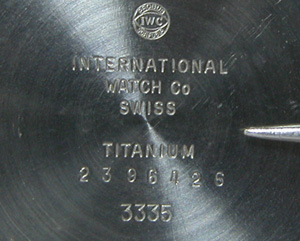 IWC
INTERNATIONAL
WATCH Co
SWISS
TITANIUM
2396426
3335